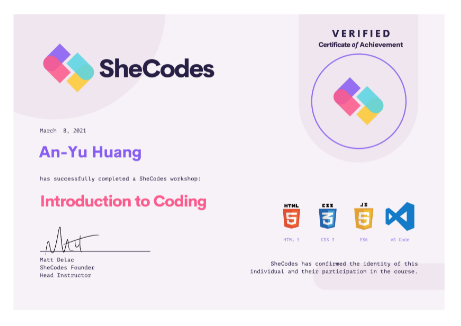 SheCodes
VERIFIED
Certificate of Achievement
March 8, 2021
An-Yu Huang
has successfully completed a SheCodes workshop:
Introduction to Coding
HTML
CSS
JS
HTML 5
CSS 3
ES6
VS Code
Matt Delac
SheCodes Founder
Head Instructor
SheCodes has confirmed the identity of this
individual and their participation in the course.